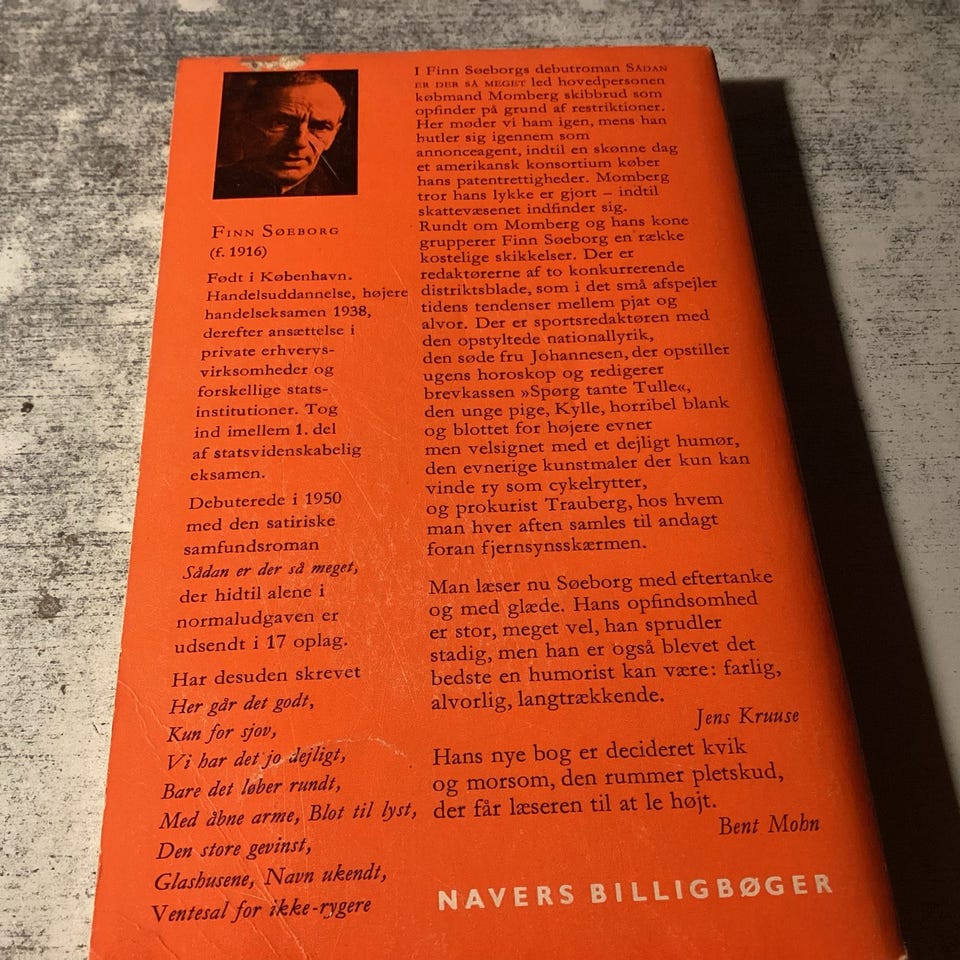 FINN SØEBORG
(f. 1916)
Født i København.
Handelsuddannelse, højere
handelseksamen 1938,
derefter ansættelse i
private erhvervs-
virksomheder og
forskellige stats-
institutioner. Tog
ind imellem 1. del
af statsvidenskabelig
eksamen.
Debuterede i 1950
med den satiriske
samfundsroman
Sådan er der så meget,
der hidtil alene i
normaludgaven er
udsendt i 17 oplag.
Har desuden skrevet
Her går det godt,
Kun for sjov,
Vi har det jo dejligt,
Bare det løber rundt,
Med åbne arme, Blot til lyst,
Den store gevinst,
Glashusene, Navn ukendt,
Ventesal for ikke-rygere
I Finn Søeborgs debutroman SÅDAN
ER DER SÅ MEGET led hovedpersonen
købmand Momberg skibbrud som
opfinder på grund af restriktioner.
Her møder vi ham igen, mens han
butler sig igennem som
annonceagent, indtil en skønne dag
et amerikansk konsortium køber
hans patentrettigheder. Momberg
tror hans lykke er gjort – indtil
skattevæsenet indfinder sig.
Rundt om Momberg og hans kone
grupperer Finn Søeborg en række
kostelige skikkelser. Der er
redaktørerne af to konkurrerende
distriktsblade, som i det små afspejler
tidens tendenser mellem pjat og
alvor. Der er sportsredaktøren med
den opstyltede nationallyrik,
den søde fru Johannesen, der opstiller
ugens horoskop og redigerer
brevkassen »Spørg tante Tulle«,
den unge pige, Kylle, horribel blank
og blottet for højere evner
men velsignet med et dejligt humør,
den evnerige kunstmaler der kun kan
vinde ry som cykelrytter,
og prokurist Trauberg, hos hvem
man hver aften samles til andagt
foran fjernsynsskærmen.
Man læser nu Søeborg med eftertanke
og med glæde. Hans opfindsomhed
er stor, meget vel, han sprudler
stadig, men han er også blevet det
bedste en humorist kan være: farlig,
alvorlig, langtrækkende.
Jens Kruuse
Hans nye bog er decideret kvik
og morsom, den rummer pletskud,
der får læseren til at le højt.
Bent Mohn
NAVERS BILLIGBØGER